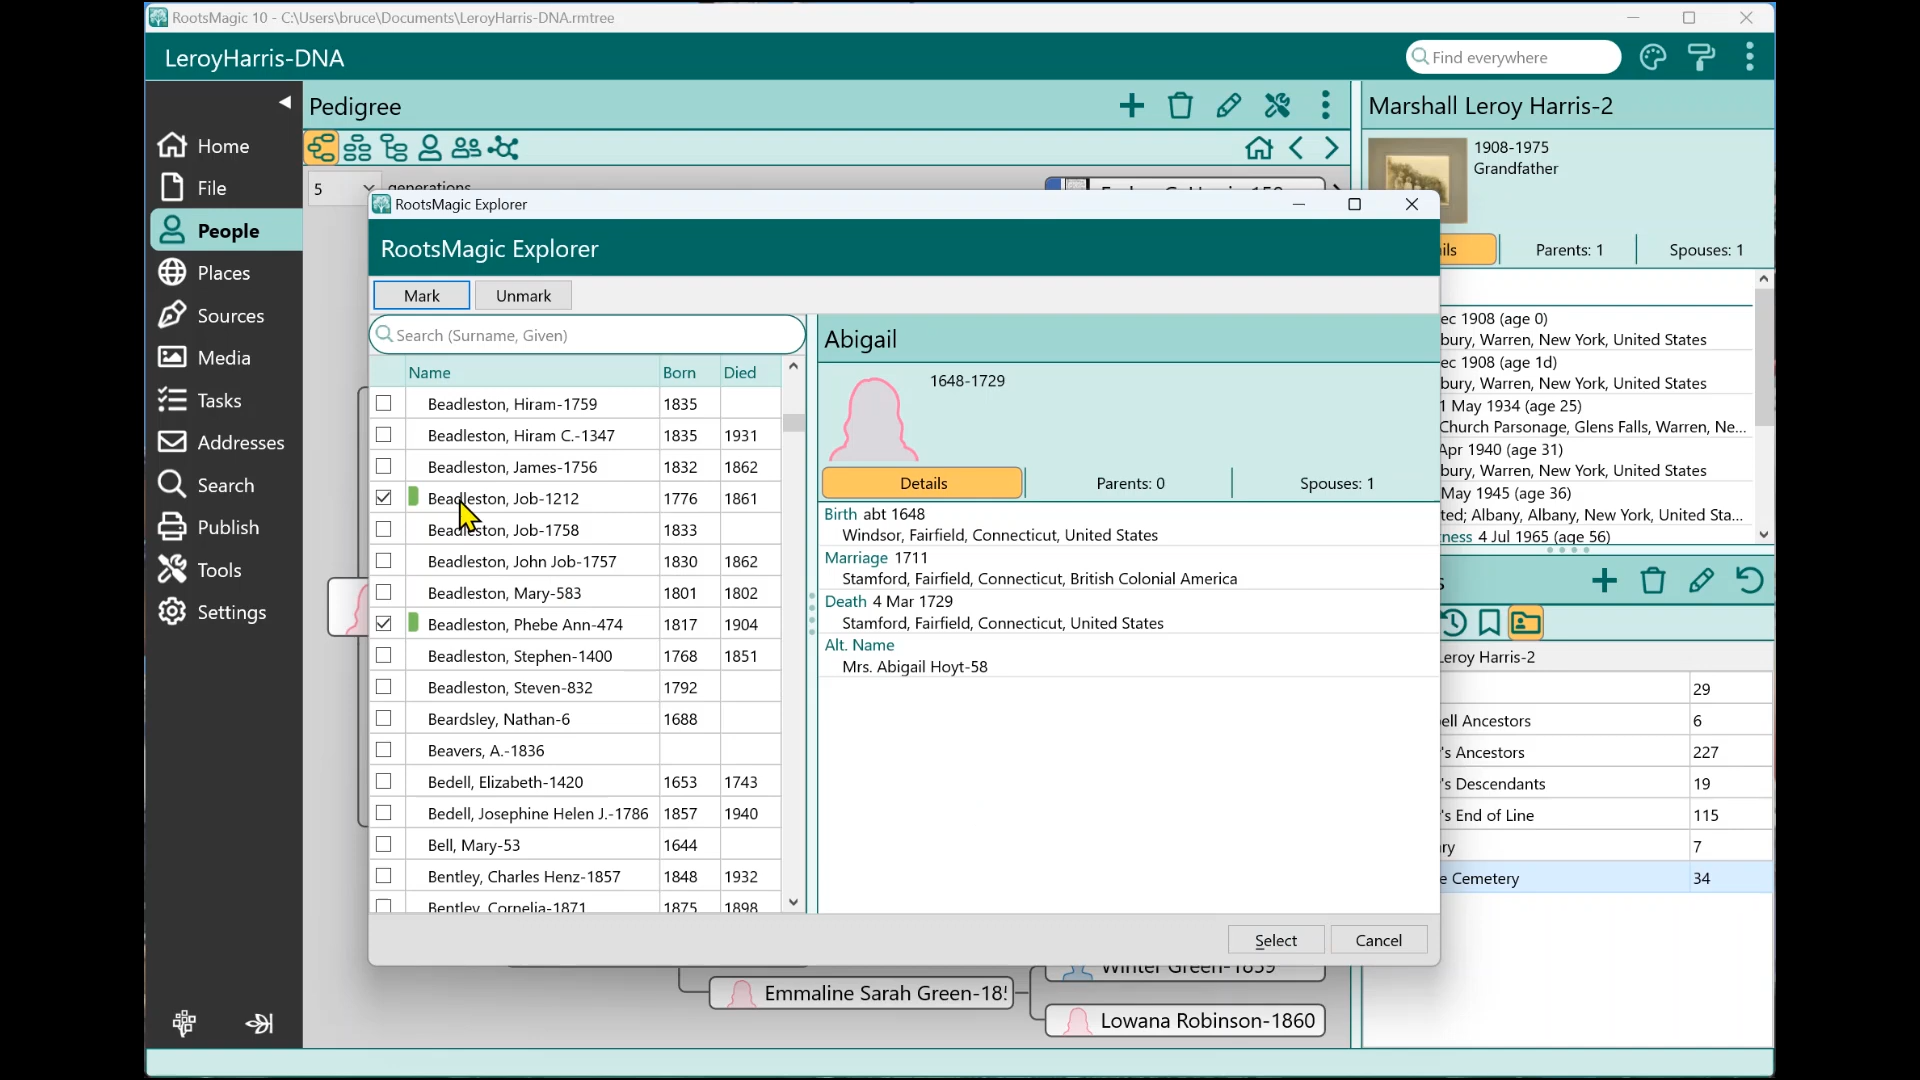 RootsMagic 10 - C:\Users\bruce\Documents\LeroyHarris-DNA.rmtree
LeroyHarris-DNA
Find everywhere
Home
File
People
Places
Sources
Media
Tasks
Addresses
Search
Publish
Tools
Settings
Pedigree
5 generations
RootsMagic Explorer
RootsMagic Explorer
Mark Unmark
Search (Surname, Given)
Name Born Died
Beadleston, Hiram-1759 1835
Beadleston, Hiram C.-1347 1835 1931
Beadleston, James-1756 1832 1862
Beadleston, Job-1212 1776 1861
Beadleston, Job-1758 1833
Beadleston, John Job-1757 1830 1862
Beadleston, Mary-583 1801 1802
Beadleston, Phebe Ann-474 1817 1904
Beadleston, Stephen-1400 1768 1851
Beadleston, Steven-832 1792
Beardsley, Nathan-6 1688
Beavers, A.-1836
Bedell, Elizabeth-1420 1653 1743
Bedell, Josephine Helen J.-1786 1857 1940
Bell, Mary-53 1644
Bentley, Charles Henz-1857 1848 1932
Bentley, Cornelia-1871 1875 1898
Abigail
1648-1729
Details Parents: 0 Spouses: 1
Birth abt 1648
Windsor, Fairfield, Connecticut, United States
Marriage 1711
Stamford, Fairfield, Connecticut, British Colonial America
Death 4 Mar 1729
Stamford, Fairfield, Connecticut, United States
Alt. Name
Mrs. Abigail Hoyt-58
Select Cancel
Winter Green-1859
Emmaline Sarah Green-18
Lowana Robinson-1860
Marshall Leroy Harris-2
1908-1975
Grandfather
ils Parents: 1 Spouses: 1
ec 1908 (age 0)
bury, Warren, New York, United States
ec 1908 (age 1d)
bury, Warren, New York, United States
1 May 1934 (age 25)
Church Parsonage, Glens Falls, Warren, Ne...
Apr 1940 (age 31)
bury, Warren, New York, United States
May 1945 (age 36)
ted; Albany, Albany, New York, United Sta...
ness 4 Jul 1965 (age 56)
s
Leroy Harris-2
29
ell Ancestors 6
's Ancestors 227
's Descendants 19
's End of Line 115
ry 7
e Cemetery 34